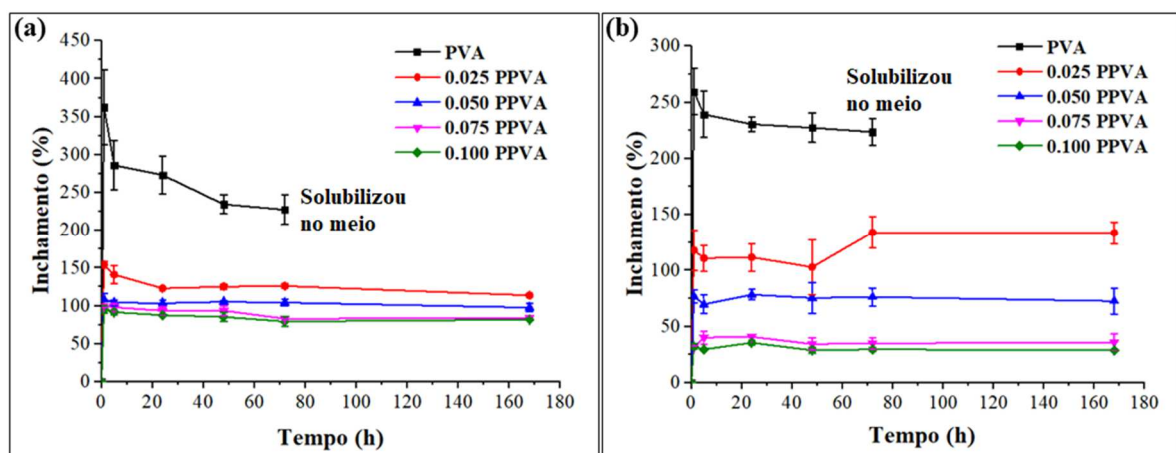 (a)
450
400
350
300
250
200
150
100
50
0
Inchamento (%)
PVA
0.025 PPVA
0.050 PPVA
0.075 PPVA
0.100 PPVA
Solubilizou
no meio
0 20 40 60 80 100 120 140 160 180
Tempo (h)
(b)
300
250
200
150
100
50
0
Inchamento (%)
PVA
0.025 PPVA
0.050 PPVA
0.075 PPVA
0.100 PPVA
Solubilizou
no meio
0 20 40 60 80 100 120 140 160 180
Tempo (h)